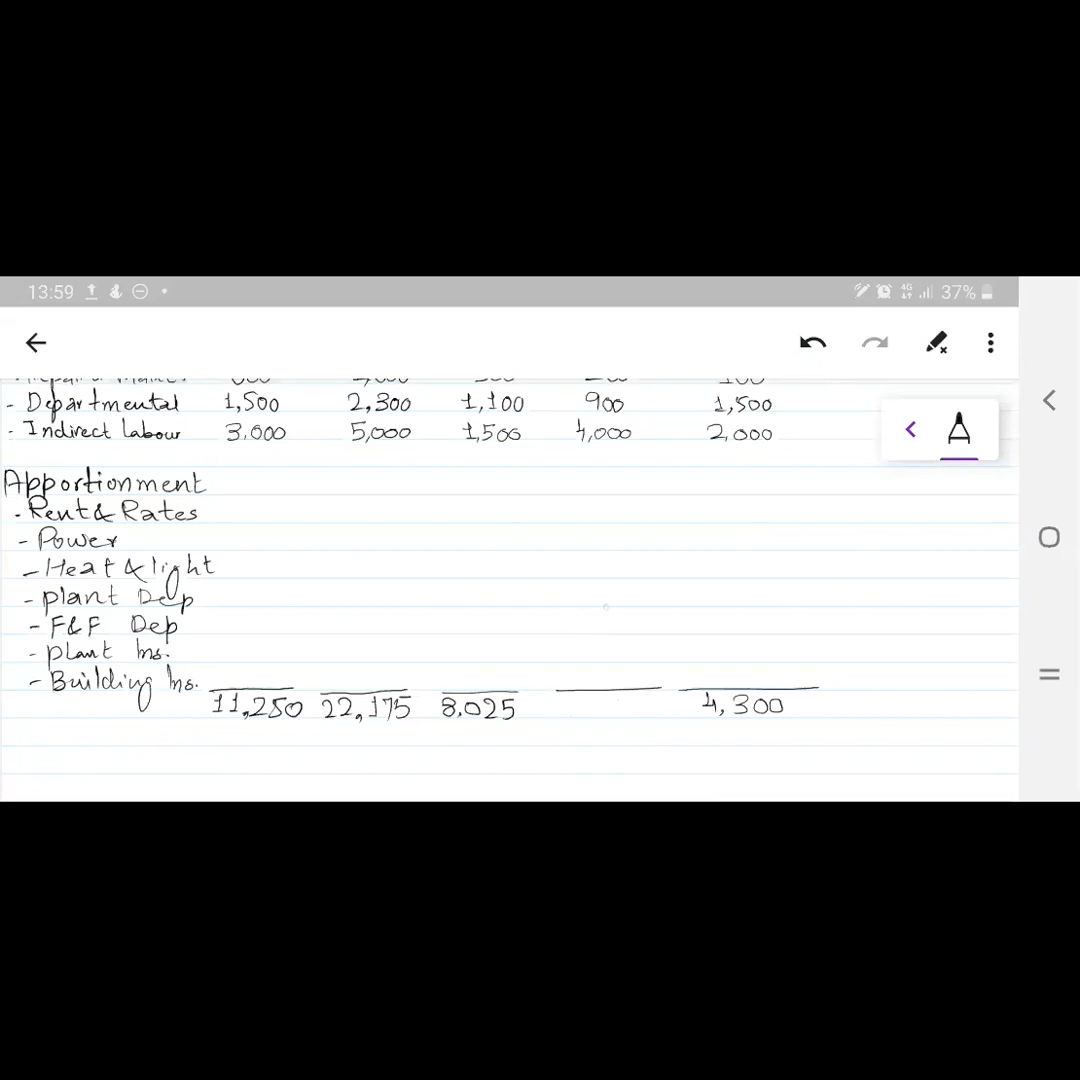 13:59 4G 37%
- Departmental 1,500 2,300 1,100 900 1,500
- Indirect labour 3,000 5,000 1,500 4,000 2,000
Apportionment
- Rent & Rates
- Power
- Heat & light
- plant Dep
- F&F Dep
- plant Ins.
- Building Ins.
11,250 22,175 8,025 4,300